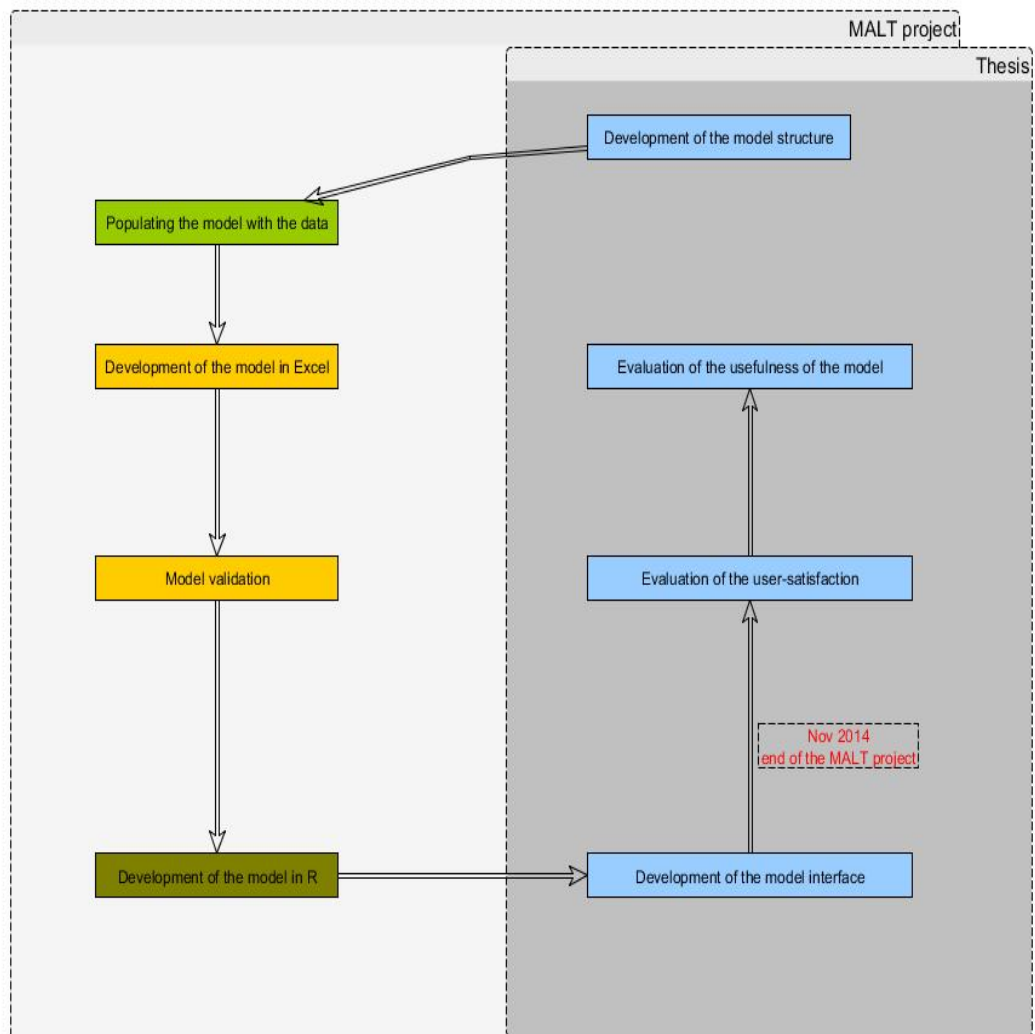 MALT project
Thesis
Development of the model structure
Populating the model with the data
Development of the model in Excel
Evaluation of the usefulness of the model
Model validation
Evaluation of the user-satisfaction
Nov 2014
end of the MALT project
Development of the model in R
Development of the model interface